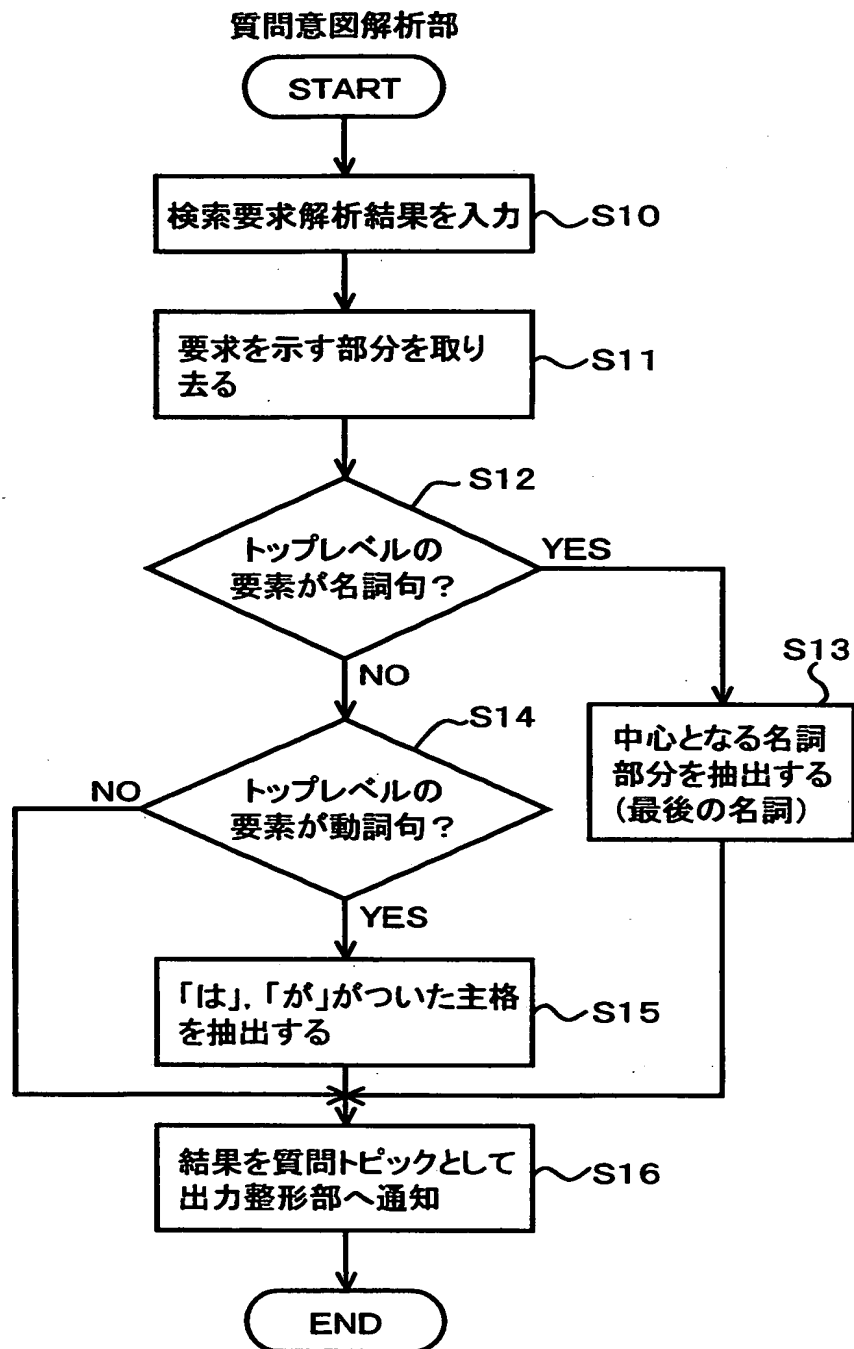 質問意図解析部
START
検索要求解析結果を入力
S10
要求を示す部分を取り
去る
S11
S12
トップレベルの
要素が名詞句?
YES
NO
S13
中心となる名詞
部分を抽出する
(最後の名詞)
S14
トップレベルの
要素が動詞句?
NO
YES
「は」,「が」がついた主格
を抽出する
S15
結果を質問トピックとして
出力整形部へ通知
S16
END